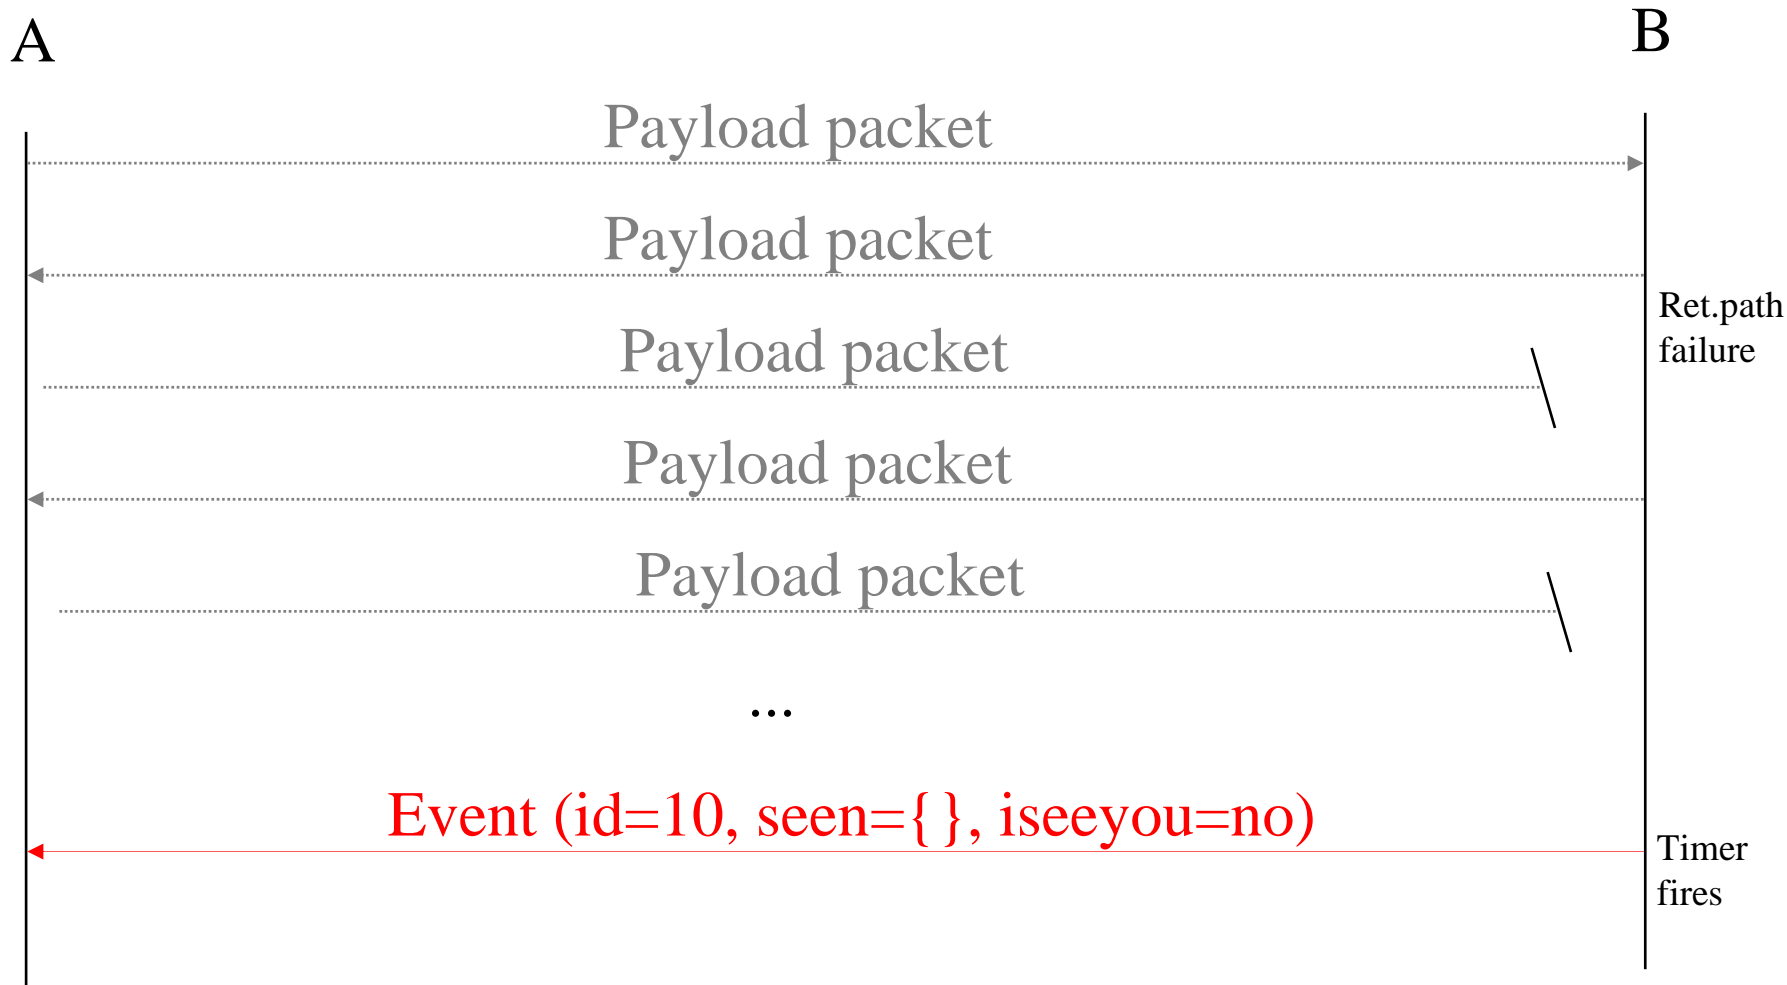 A
B
Payload packet
Payload packet
Ret.path
failure
Payload packet
Payload packet
Payload packet
...
Event (id=10, seen={}, iseeyou=no)
Timer
fires